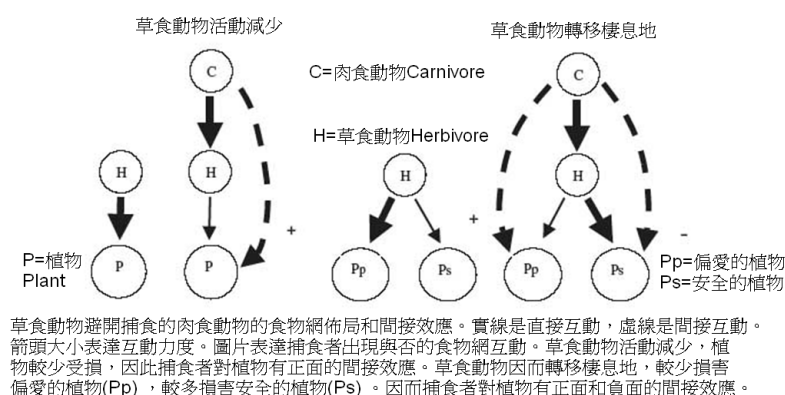 草食動物活動減少
草食動物轉移棲息地
C
C
C=肉食動物Carnivore
H=草食動物Herbivore
H
H
H
H
+
+
-
P=植物
Plant
P
P
Pp
Ps
Pp
Ps
Pp=偏愛的植物
Ps=安全的植物
草食動物避開捕食的肉食動物的食物網佈局和間接效應。實線是直接互動，虛線是間接互動。
箭頭大小表達互動力度。圖片表達捕食者出現與否的食物網互動。草食動物活動減少，植
物較少受損，因此捕食者對植物有正面的間接效應。草食動物因而轉移棲息地，較少損害
偏愛的植物(Pp) ，較多損害安全的植物(Ps) 。因而捕食者對植物有正面和負面的間接效應。